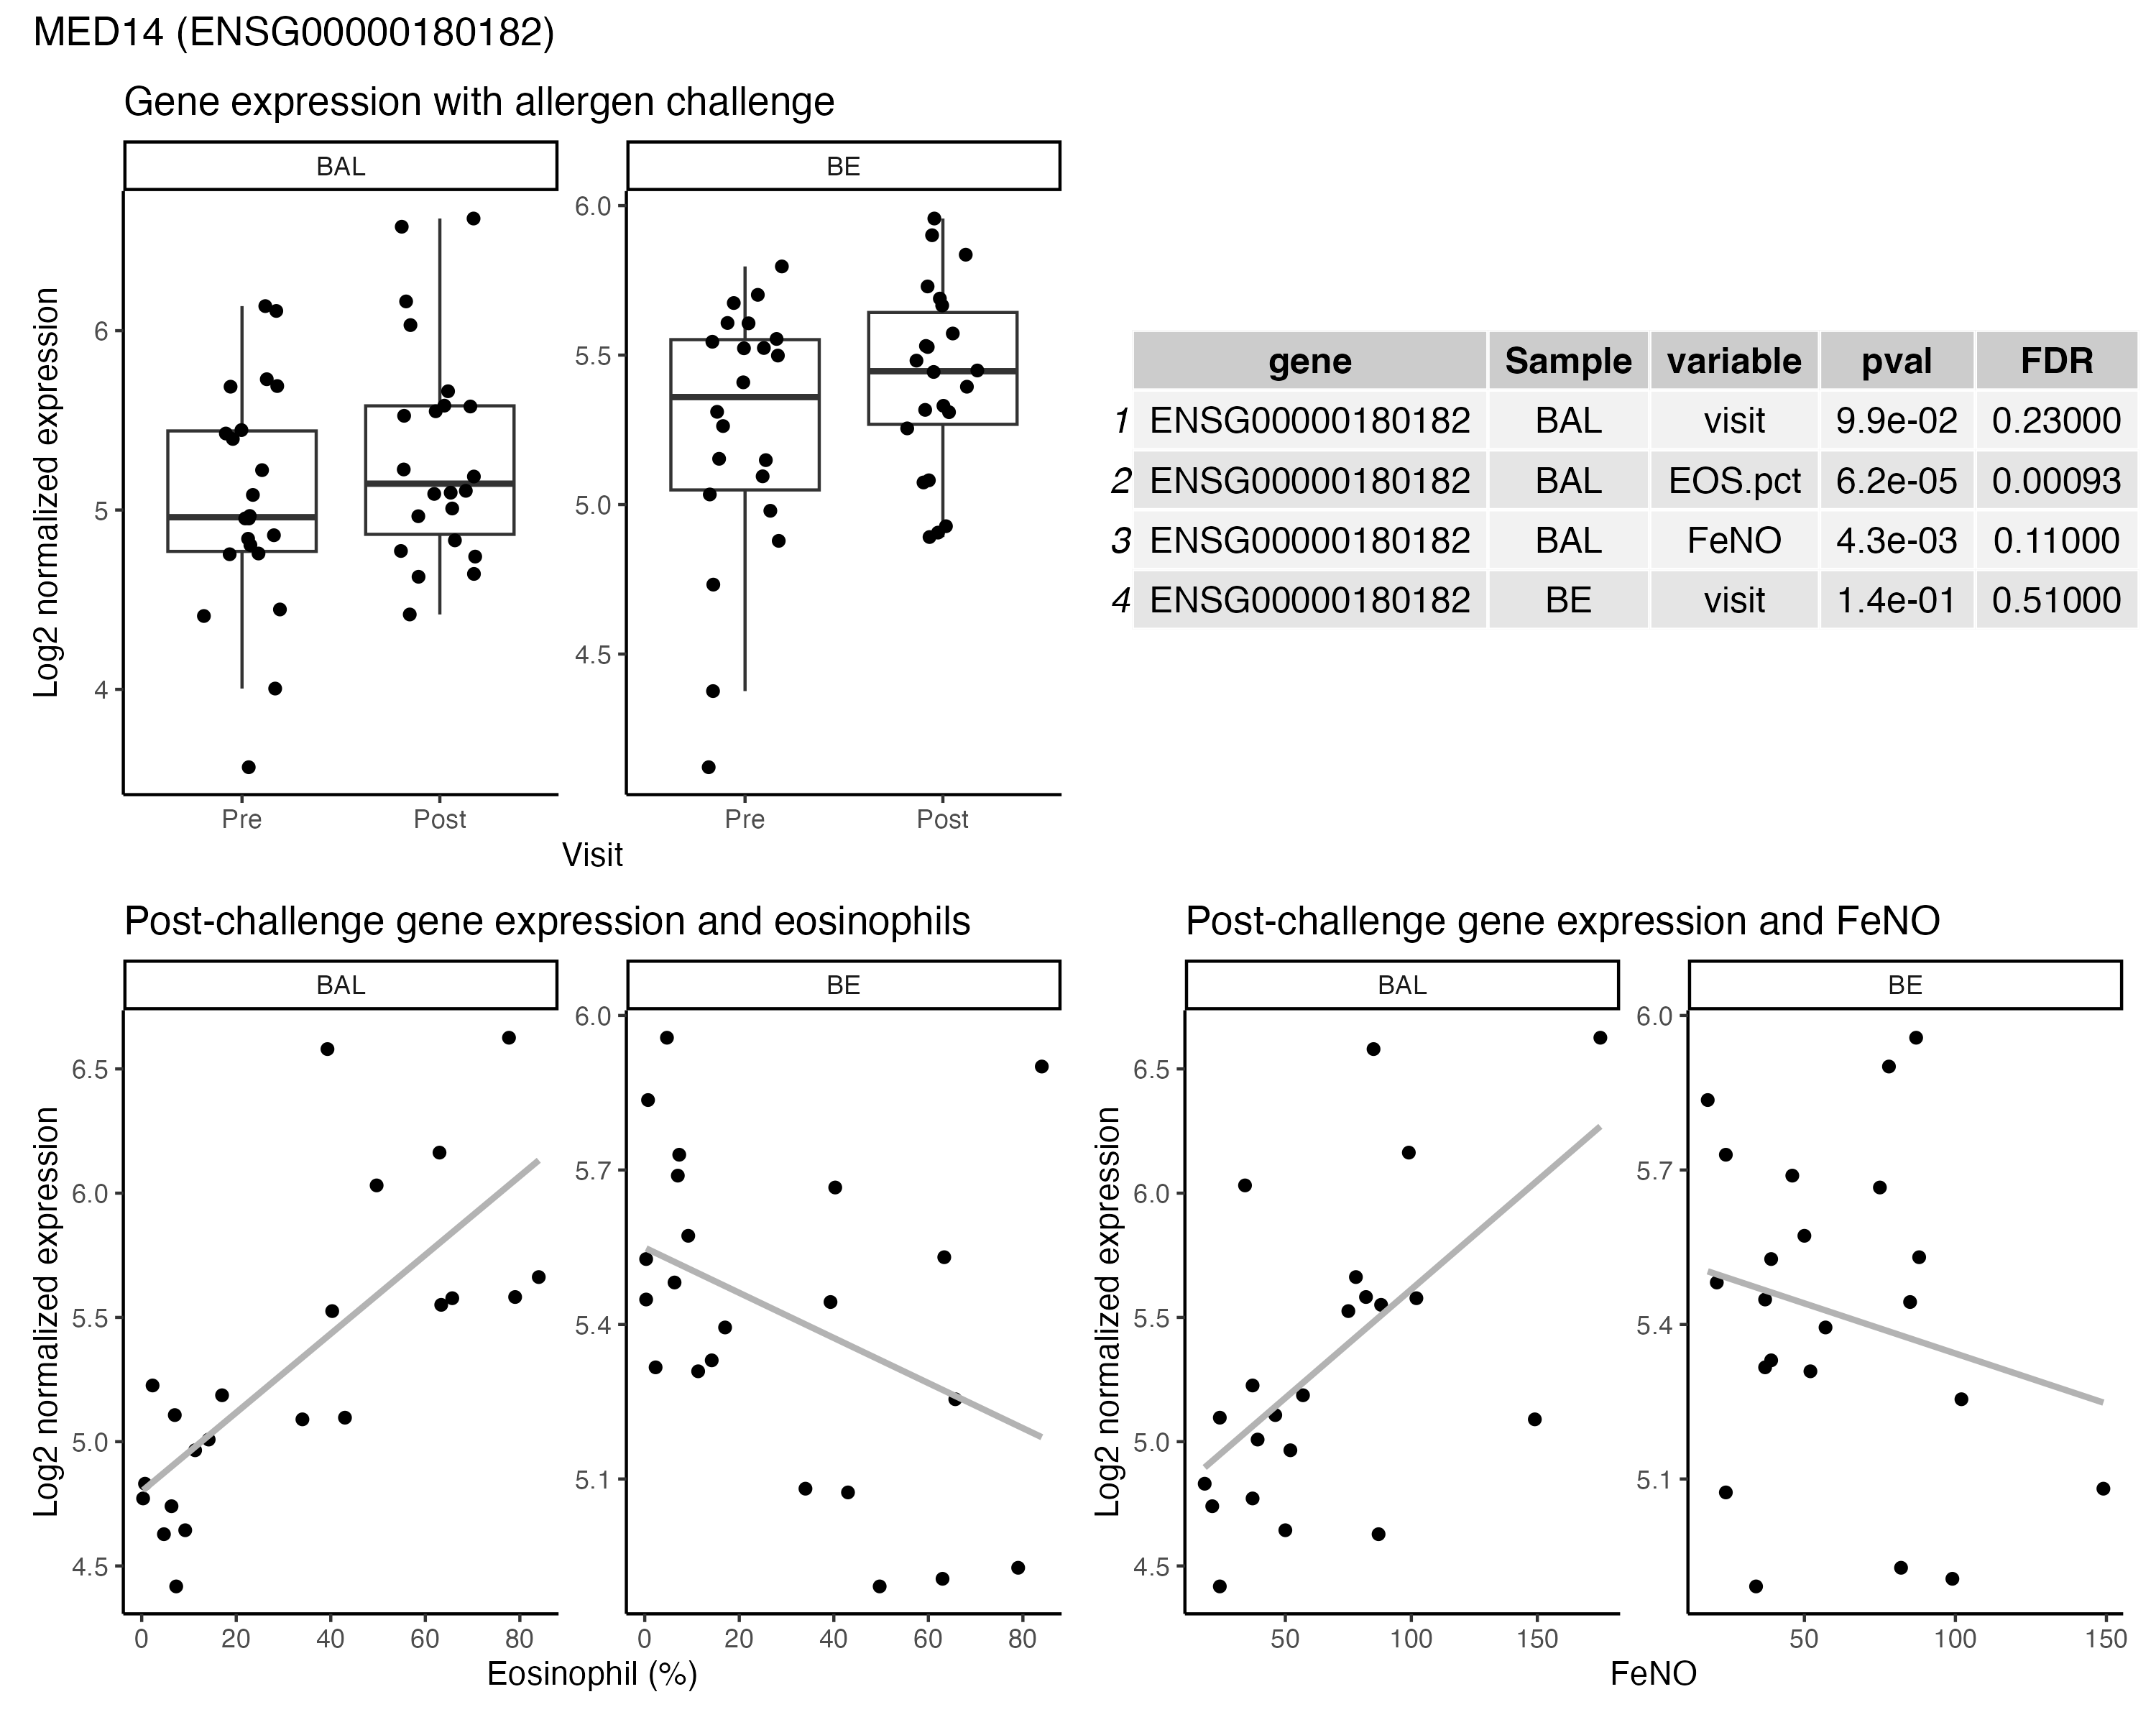 MED14 (ENSG00000180182)
Gene expression with allergen challenge
BAL
BE
Log2 normalized expression
6
5
4
6.0
5.5
5.0
4.5
Pre
Post
Pre
Post
Visit
gene Sample variable pval FDR
1 ENSG00000180182 BAL visit 9.9e-02 0.23000
2 ENSG00000180182 BAL EOS.pct 6.2e-05 0.00093
3 ENSG00000180182 BAL FeNO 4.3e-03 0.11000
4 ENSG00000180182 BE visit 1.4e-01 0.51000
Post-challenge gene expression and eosinophils
BAL
BE
Log2 normalized expression
6.5
6.0
5.5
5.0
4.5
6.0
5.7
5.4
5.1
0 20 40 60 80
0 20 40 60 80
Eosinophil (%)
Post-challenge gene expression and FeNO
BAL
BE
Log2 normalized expression
6.5
6.0
5.5
5.0
4.5
6.0
5.7
5.4
5.1
50 100 150
50 100 150
FeNO